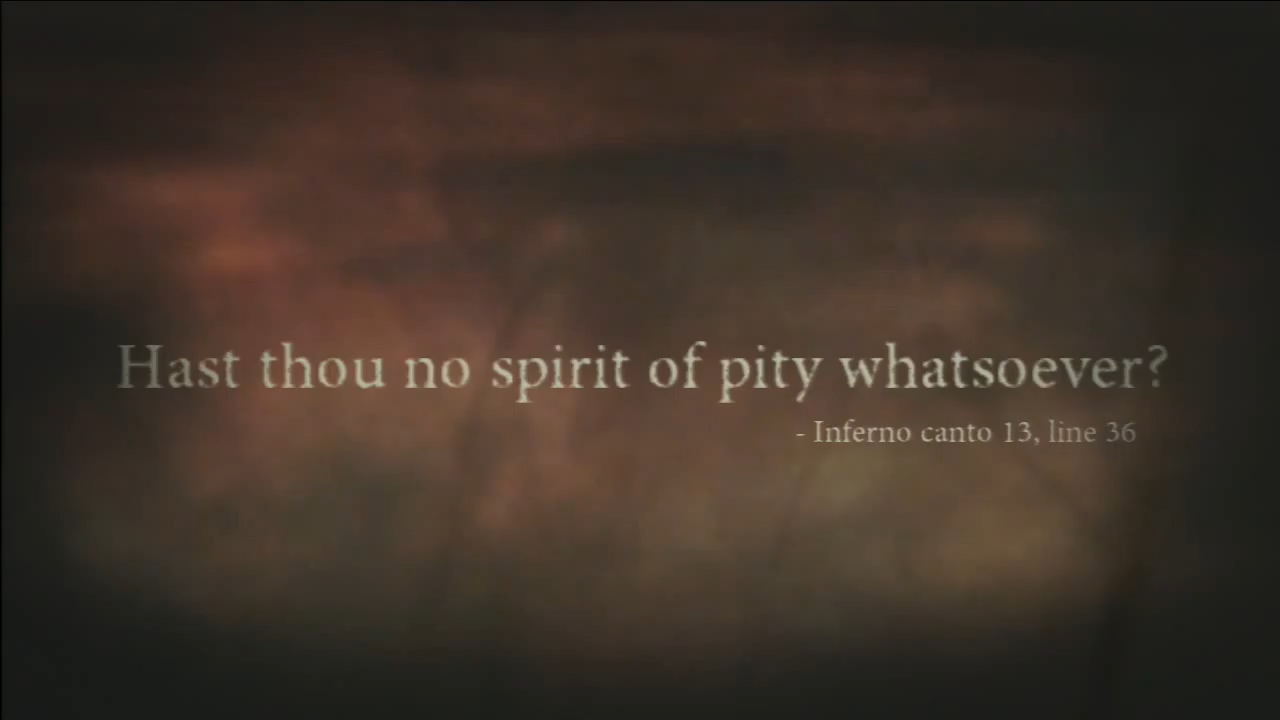 Hast thou no spirit of pity whatsoever?
- Inferno canto 13, line 36